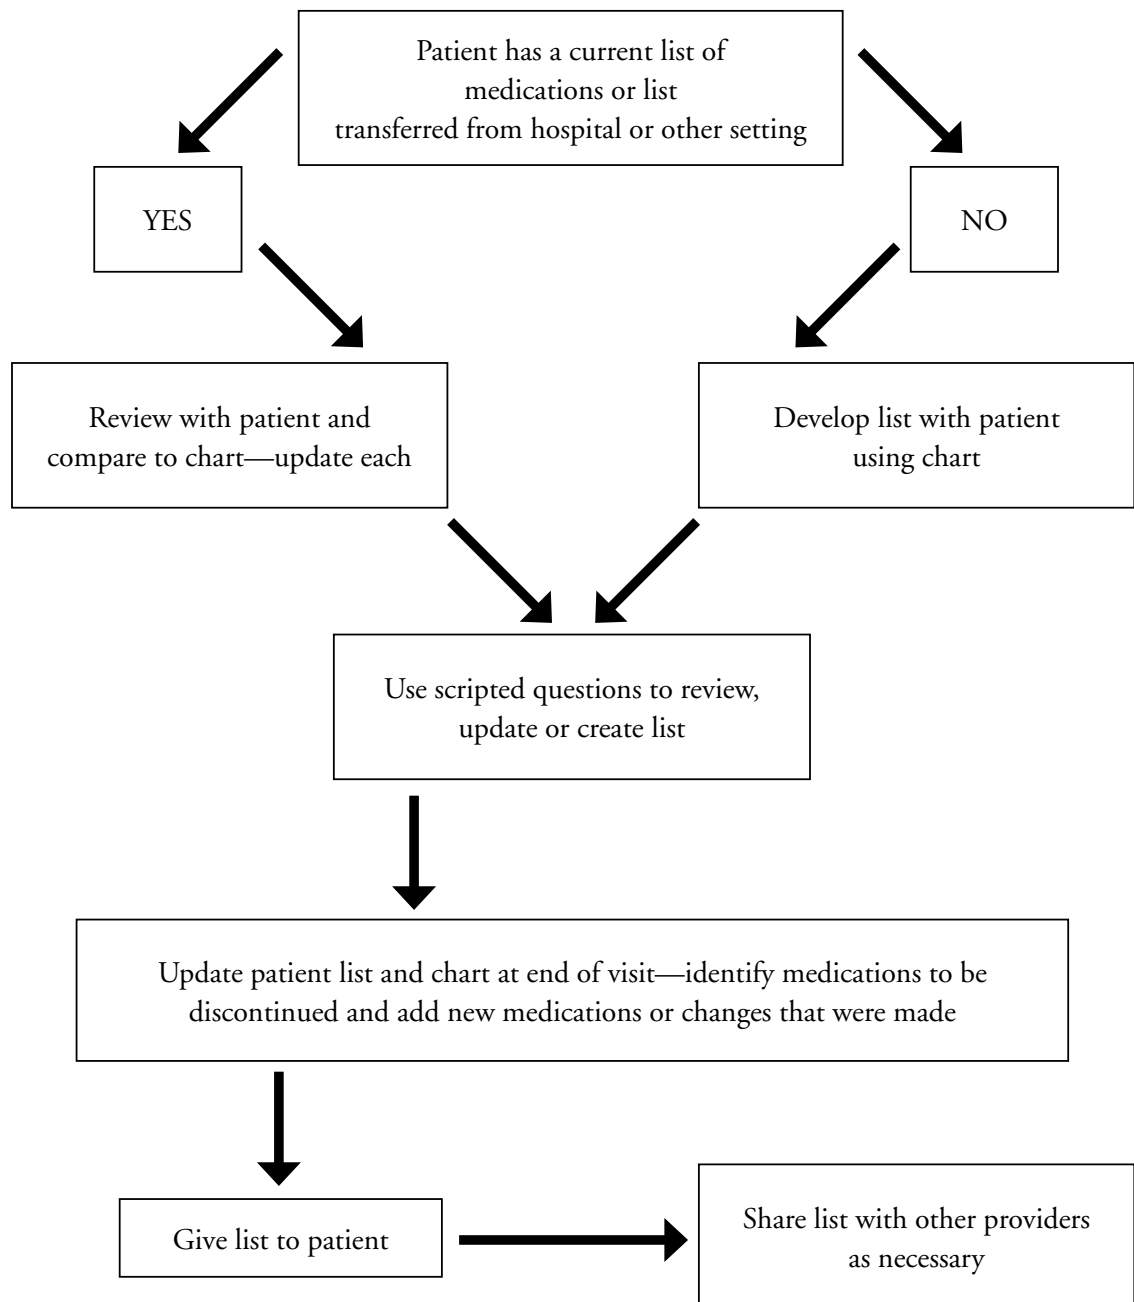 Patient has a current list of
medications or list
transferred from hospital or other setting
YES
NO
Review with patient and
compare to chart—update each
Develop list with patient
using chart
Use scripted questions to review,
update or create list
Update patient list and chart at end of visit—identify medications to be
discontinued and add new medications or changes that were made
Give list to patient
Share list with other providers
as necessary